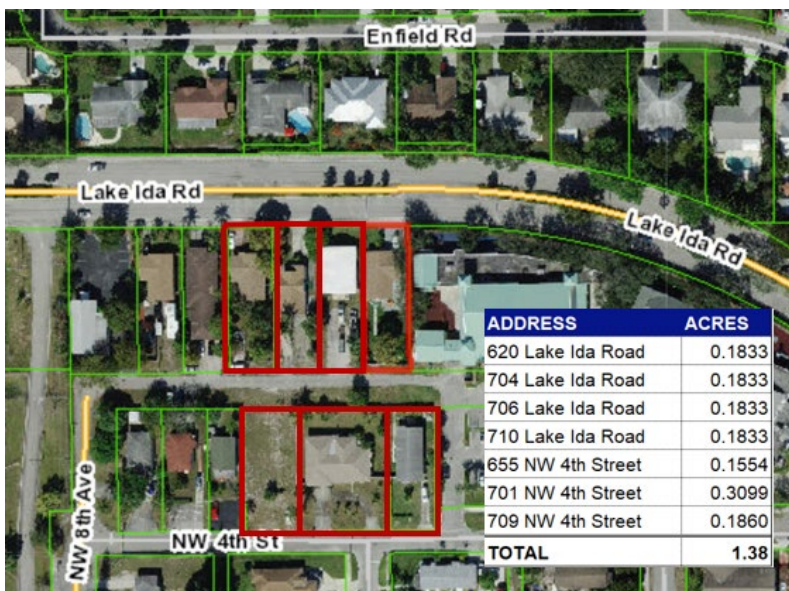 Enfield Rd
Lake Ida Rd
Lake Ida Rd
ADDRESS ACRES
620 Lake Ida Road 0.1833
704 Lake Ida Road 0.1833
706 Lake Ida Road 0.1833
710 Lake Ida Road 0.1833
655 NW 4th Street 0.1554
701 NW 4th Street 0.3099
709 NW 4th Street 0.1860
TOTAL 1.38
NW 8th Ave
NW 4th St